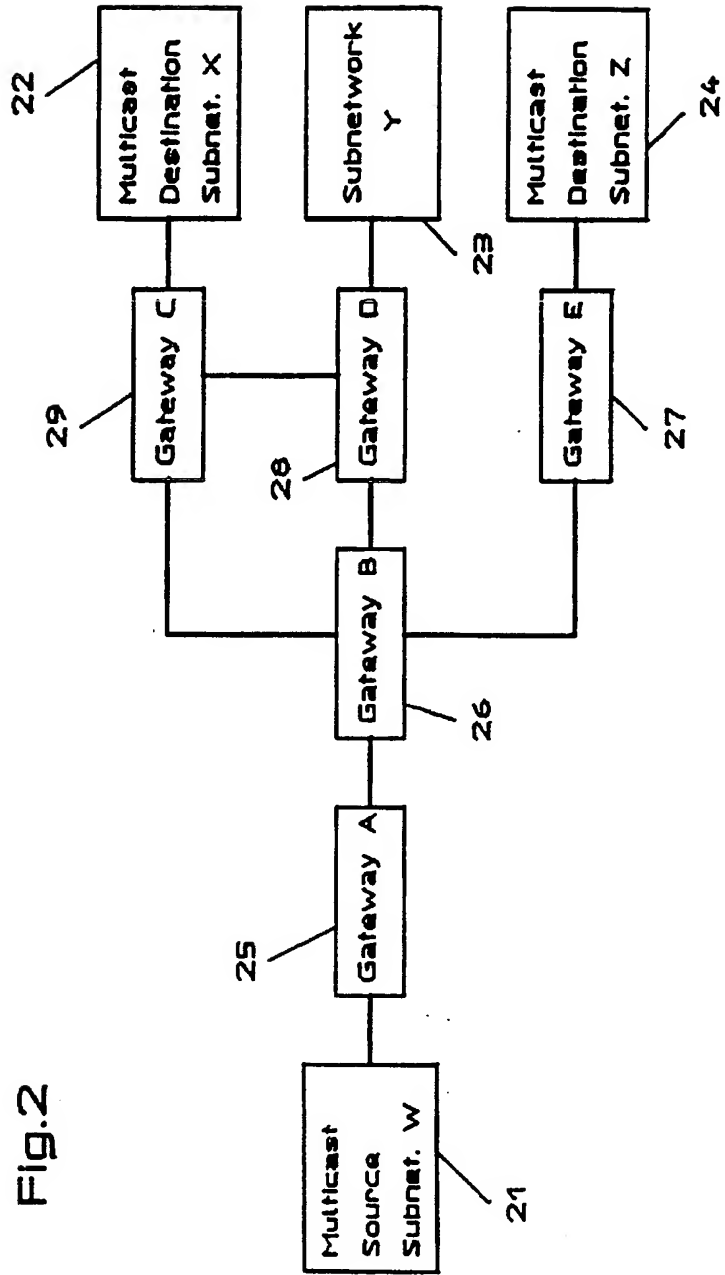 Fig.2
22
Multicast
Destination
Subnet. X
29
Gateway C
Subnetwork
Y
23
28
Gateway D
Multicast
Source
Subnet. W
21
25
Gateway A
Gateway B
26
Gateway E
27
Multicast
Destination
Subnet. Z
24